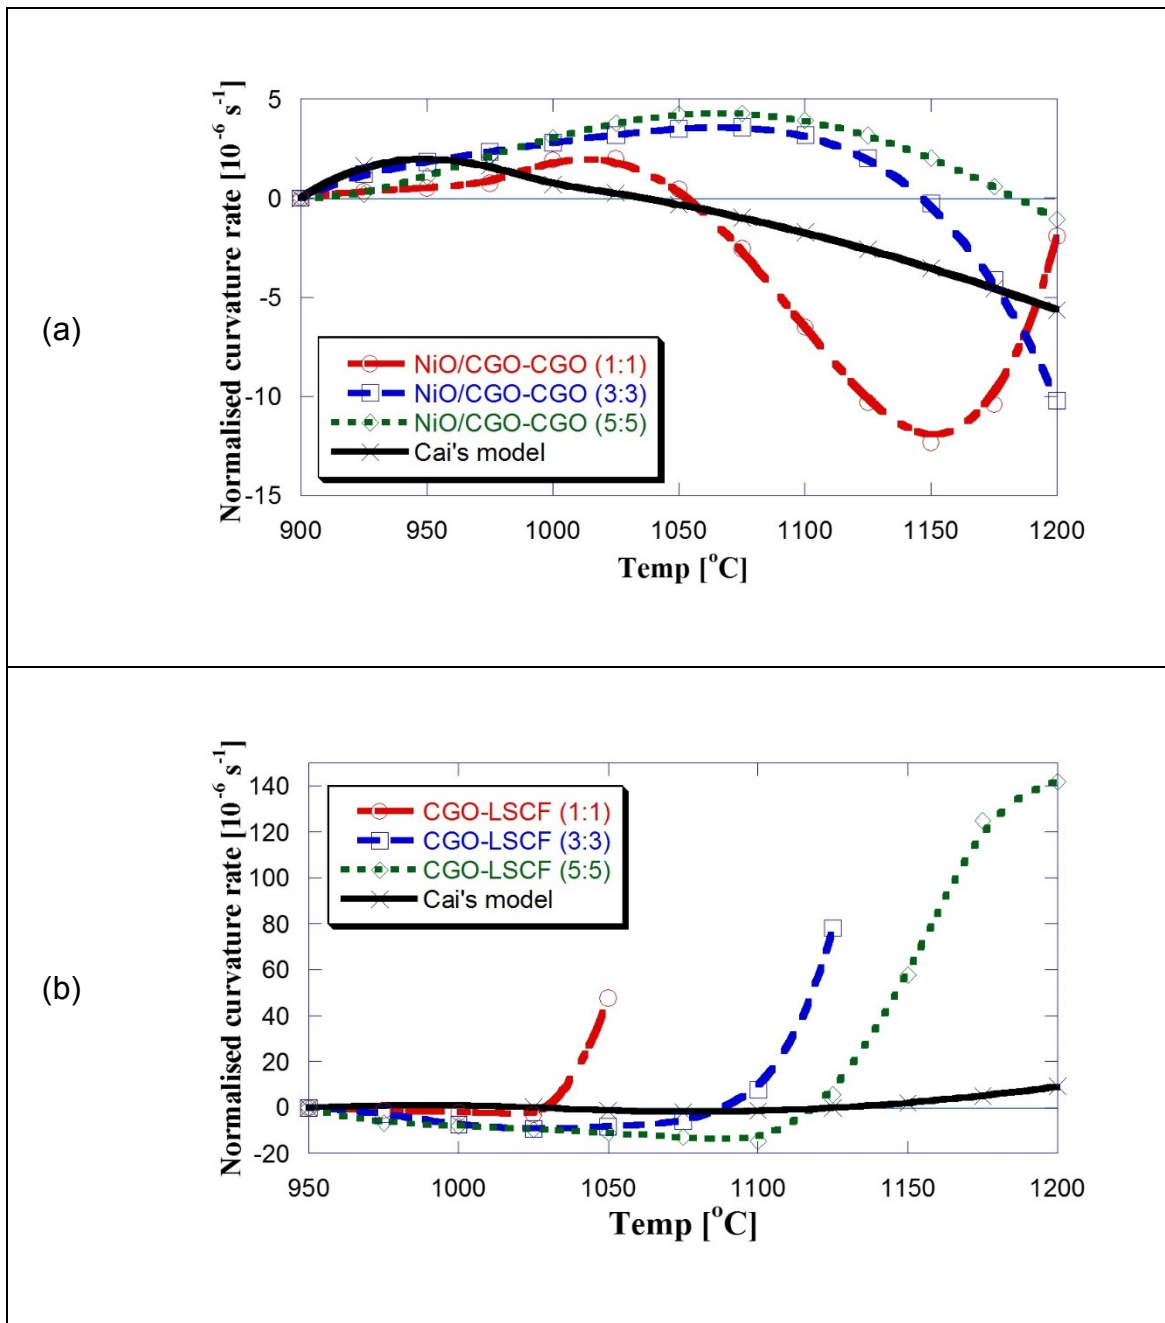 (a)
Normalised curvature rate [10⁻⁶ s⁻¹]
5
0
-5
-10
-15
NiO/CGO-CGO (1:1)
NiO/CGO-CGO (3:3)
NiO/CGO-CGO (5:5)
Cai's model
900 950 1000 1050 1100 1150 1200
Temp [°C]
(b)
Normalised curvature rate [10⁻⁶ s⁻¹]
140
120
100
80
60
40
20
0
-20
CGO-LSCF (1:1)
CGO-LSCF (3:3)
CGO-LSCF (5:5)
Cai's model
950 1000 1050 1100 1150 1200
Temp [°C]